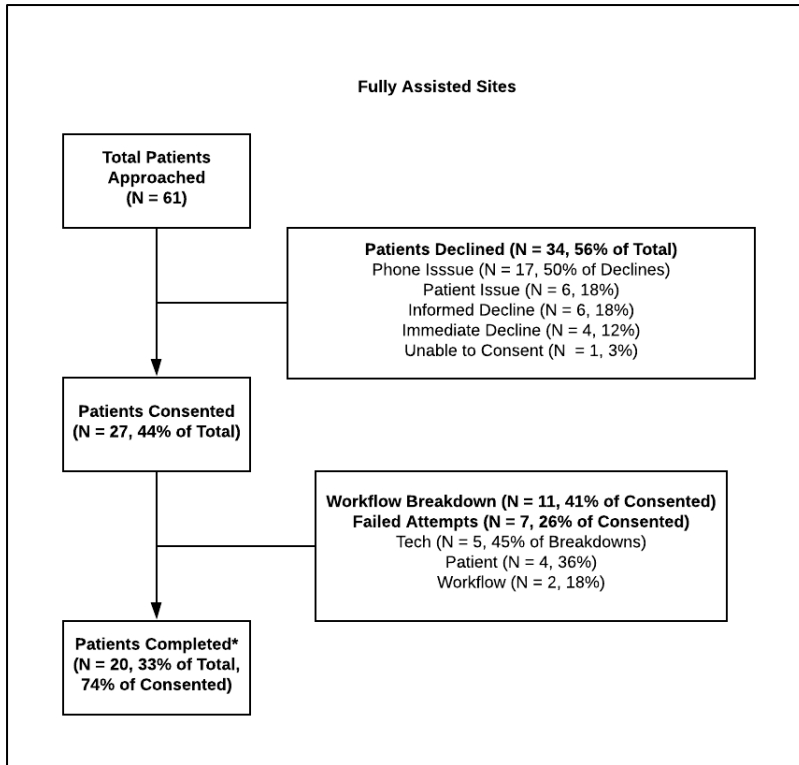 Fully Assisted Sites
Total Patients
Approached
(N = 61)
Patients Declined (N = 34, 56% of Total)
Phone Isssue (N = 17, 50% of Declines)
Patient Issue (N = 6, 18%)
Informed Decline (N = 6, 18%)
Immediate Decline (N = 4, 12%)
Unable to Consent (N  = 1, 3%)
Patients Consented
(N = 27, 44% of Total)
Workflow Breakdown (N = 11, 41% of Consented)
Failed Attempts (N = 7, 26% of Consented)
Tech (N = 5, 45% of Breakdowns)
Patient (N = 4, 36%)
Workflow (N = 2, 18%)
Patients Completed*
(N = 20, 33% of Total,
74% of Consented)